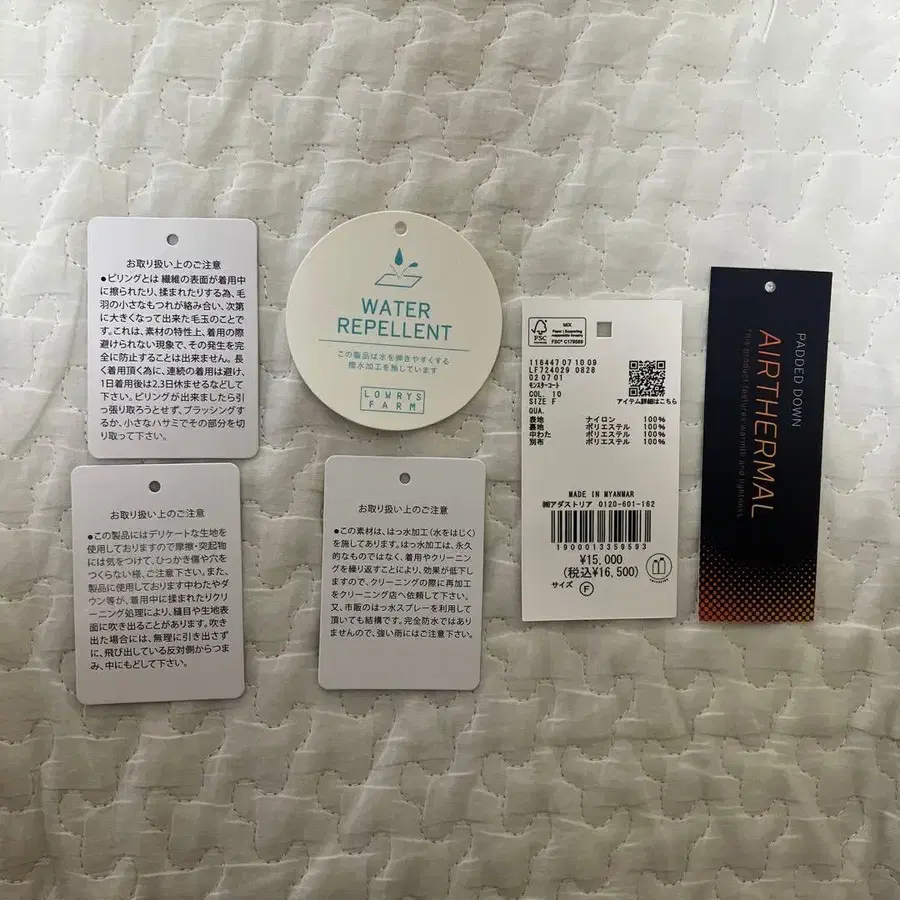 お取り扱い上のご注意
●ピリングとは 繊維の表面が着用中
に擦られたり、揉まれたりする為、毛
羽の小さなもつれが絡み合い、次第
に大きくなって出来た毛玉のことで
す。これは、素材の特性上、着用の際
避けられない現象で、その発生を完
全に防止することは出来ません。長
く着用頂く為に、連続の着用は避け、
1日着用後は2.3日休ませるなどして
下さい。ピリングが出来ましたら引
っ張り取ろうとせず、ブラッシングす
るか、小さなハサミでその部分を切
り取って下さい。
WATER
REPELLENT
この製品は水を弾きやすくする
撥水加工を施しています
LOWRYS
FARM
お取り扱い上のご注意
●この製品にはデリケートな生地を
使用しておりますので摩擦・突起物
には気をつけて、ひっかき傷や穴を
つくらない様、ご注意下さい。また、
製品に使用しております中わたやダ
ウン等が、着用中に揉まれたりクリ
ーニング処理により、縫目や生地表
面に吹き出ることがあります。吹き
出た場合には、無理に引き出さず
に、飛び出している反対側からつま
み、中にもどして下さい。
お取り扱い上のご注意
●この素材は、はっ水加工（水をはじく）
を施してあります。はっ水加工は、永久
的なものではなく、着用やクリーニン
グを繰り返すことにより、効果が低下し
ますので、クリーニングの際に再加工
をクリーニング店へ依頼して下さい。
又、市販のはっ水スプレーを利用して
頂いても結構です。完全防水ではあり
ませんので、強い雨にはご注意下さい。
FSC
MIX
FSC® C178569
116447 07 10 09
LF724029 0828
02 07 01
モンスターコート
COL. 10
SIZE F
アイテム詳細はこちら
QUA.
表地 ナイロン 100%
裏地 ポリエステル 100%
中わた ポリエステル 100%
別布 ポリエステル 100%
MADE IN MYANMAR
㈱アダストリア 0120-601-162
1900013359593
¥15,000
(税込¥16,500)
サイズ F
PADDED DOWN
AIRTHERMAL
This product features warmth and lightness